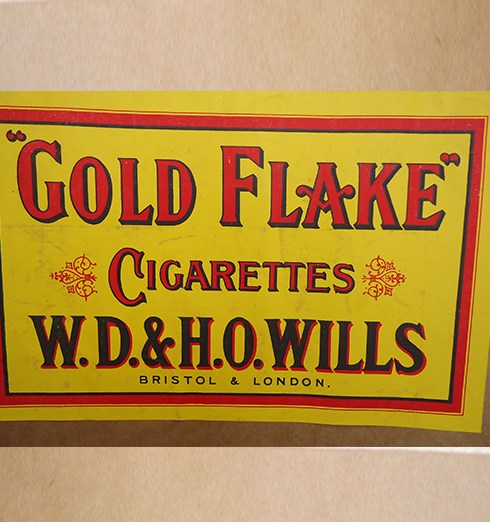 "GOLD FLAKE"
CIGARETTES
W.D.&H.O.WILLS
BRISTOL & LONDON.